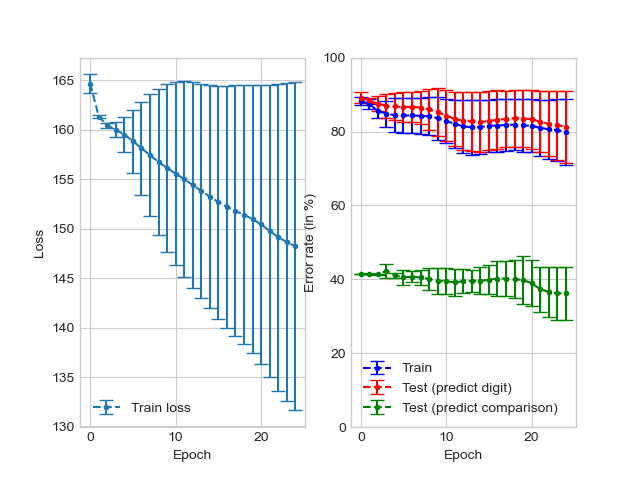 165
160
155
150
145
140
135
130
0
10
20
Loss
Epoch
Train loss
100
80
60
40
20
0
0
10
20
Error rate (in %)
Epoch
Train
Test (predict digit)
Test (predict comparison)